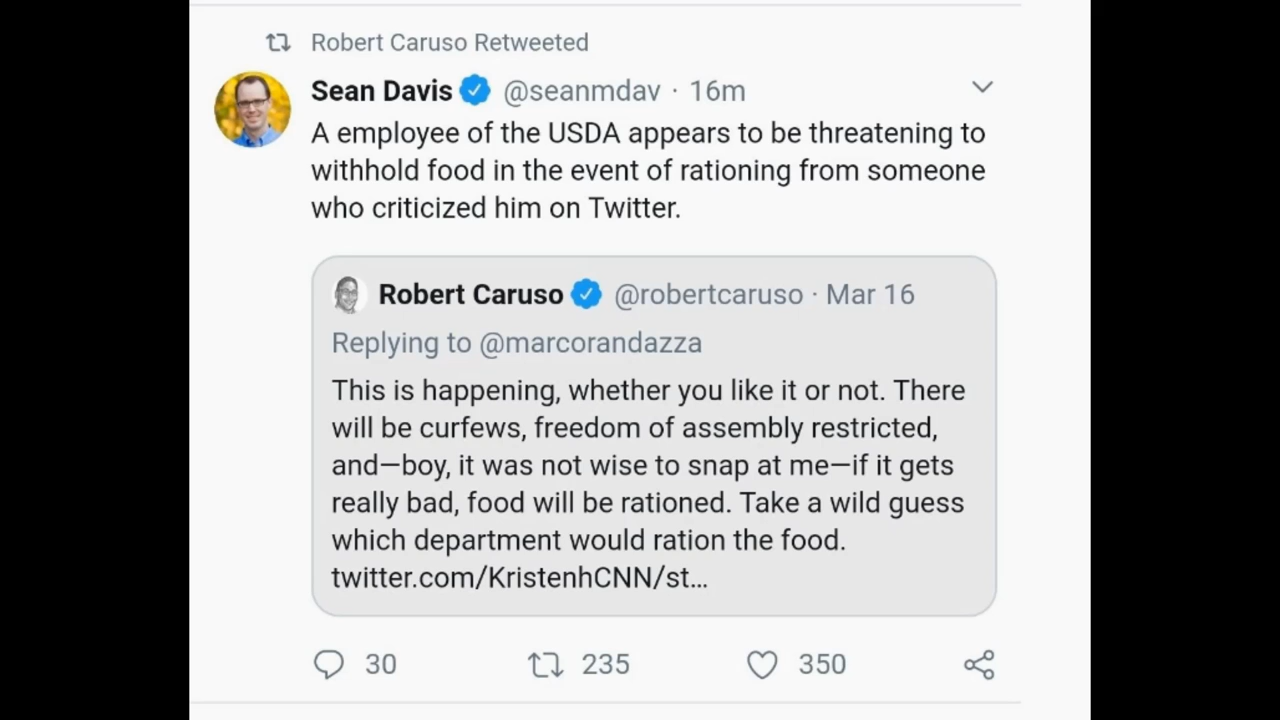 Robert Caruso Retweeted
Sean Davis @seanmdav · 16m
A employee of the USDA appears to be threatening to
withhold food in the event of rationing from someone
who criticized him on Twitter.
Robert Caruso @robertcaruso · Mar 16
Replying to @marcorandazza
This is happening, whether you like it or not. There
will be curfews, freedom of assembly restricted,
and—boy, it was not wise to snap at me—if it gets
really bad, food will be rationed. Take a wild guess
which department would ration the food.
twitter.com/KristenhCNN/st...
30 235 350